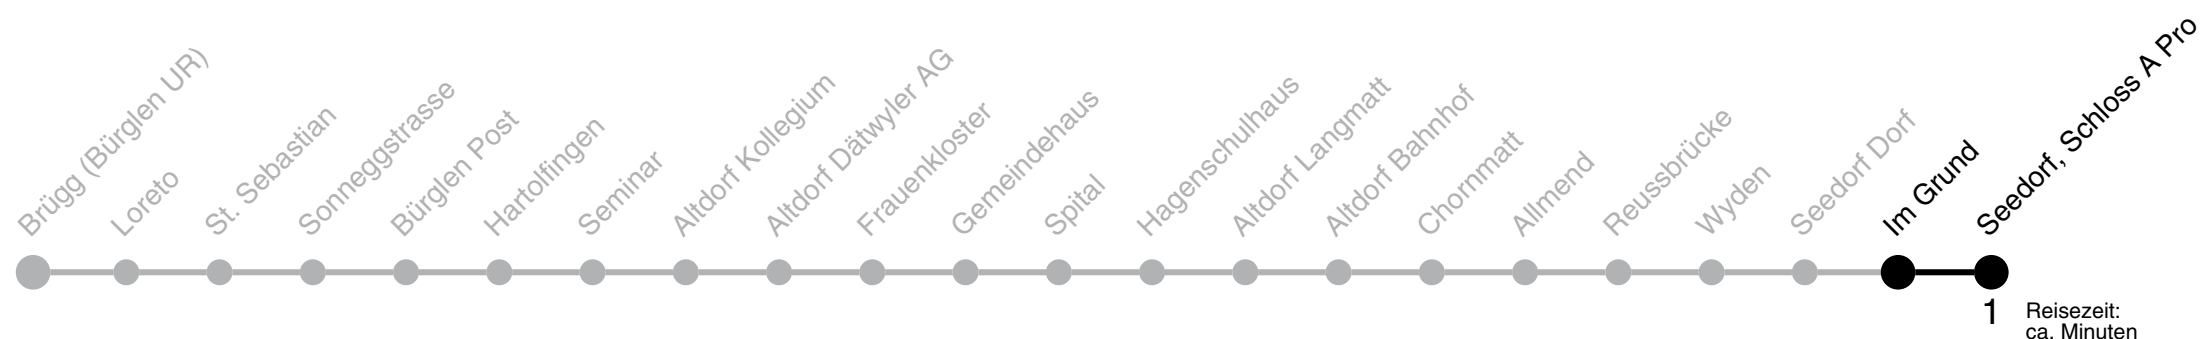 Brügg (Bürglen UR)
Loreto
St. Sebastian
Sonneggstrasse
Bürglen Post
Hartolfingen
Seminar
Altdorf Kollegium
Altdorf Dätwyler AG
Frauenkloster
Gemeindehaus
Spital
Hagenschulhaus
Altdorf Langmatt
Altdorf Bahnhof
Chornmatt
Allmend
Reussbrücke
Wyden
Seedorf Dorf
Im Grund
Seedorf, Schloss A Pro
1
Reisezeit:
ca. Minuten